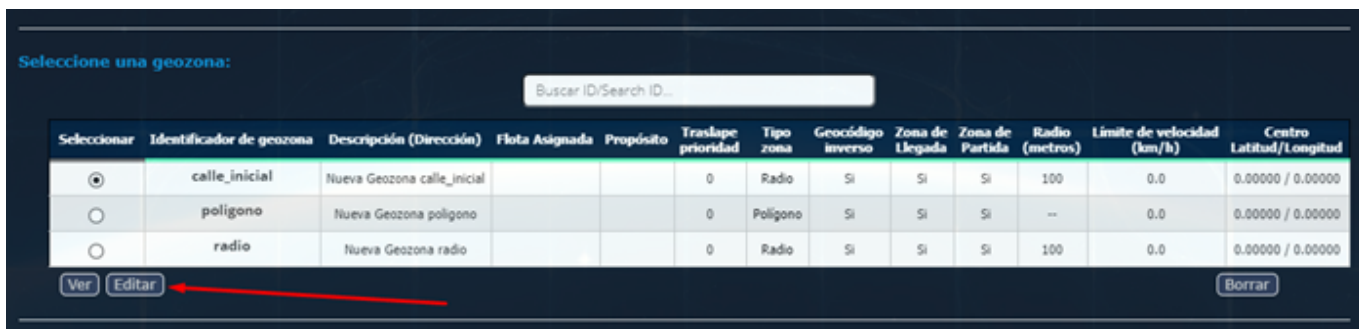 Seleccione una geozona:
Buscar ID/Search ID...
Seleccionar Identificador de geozona Descripción (Dirección) Flota Asignada Propósito Traslape prioridad Tipo zona Geocódigo inverso Zona de Llegada Zona de Partida Radio (metros) Límite de velocidad (km/h) Centro Latitud/Longitud
calle_inicial Nueva Geozona calle_inicial 0 Radio Si Si Si 100 0.0 0.00000 / 0.00000
poligono Nueva Geozona poligono 0 Polígono Si Si Si -- 0.0 0.00000 / 0.00000
radio Nueva Geozona radio 0 Radio Si Si Si 100 0.0 0.00000 / 0.00000
Ver Editar Borrar